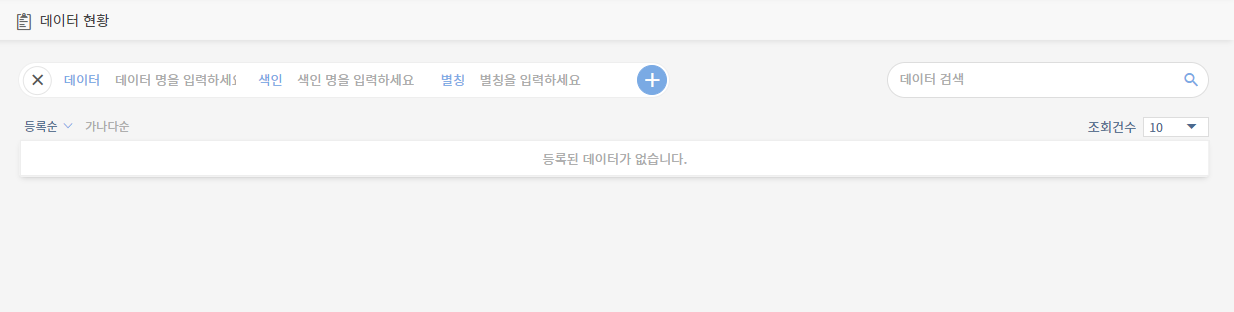 데이터 현황
데이터 데이터 명을 입력하세요 색인 색인 명을 입력하세요 별칭 별칭을 입력하세요 데이터 검색
등록순 가나다순 조회건수 10
등록된 데이터가 없습니다.